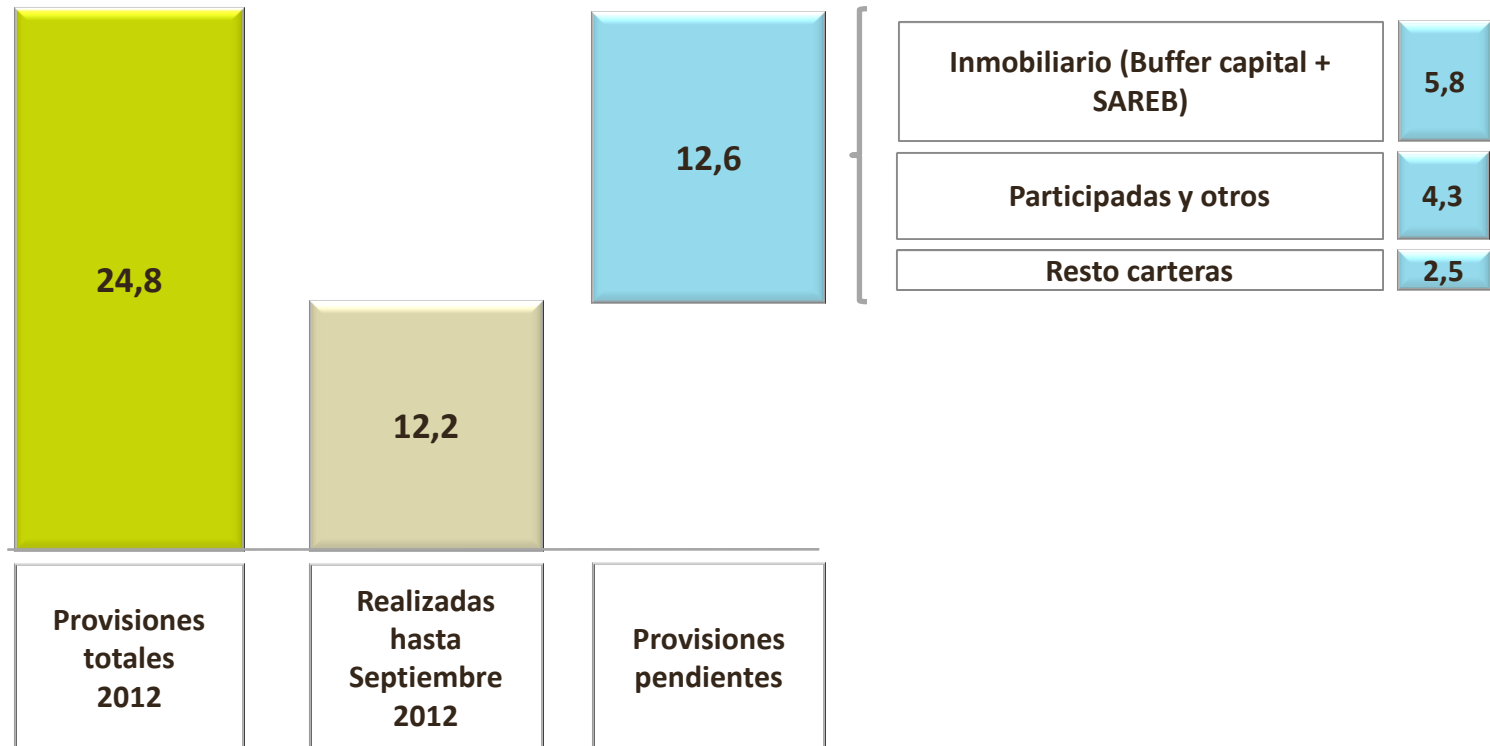 24,8
12,2
12,6
Inmobiliario (Buffer capital +
SAREB)
5,8
Participadas y otros
4,3
Resto carteras
2,5
Provisiones
totales
2012
Realizadas
hasta
Septiembre
2012
Provisiones
pendientes